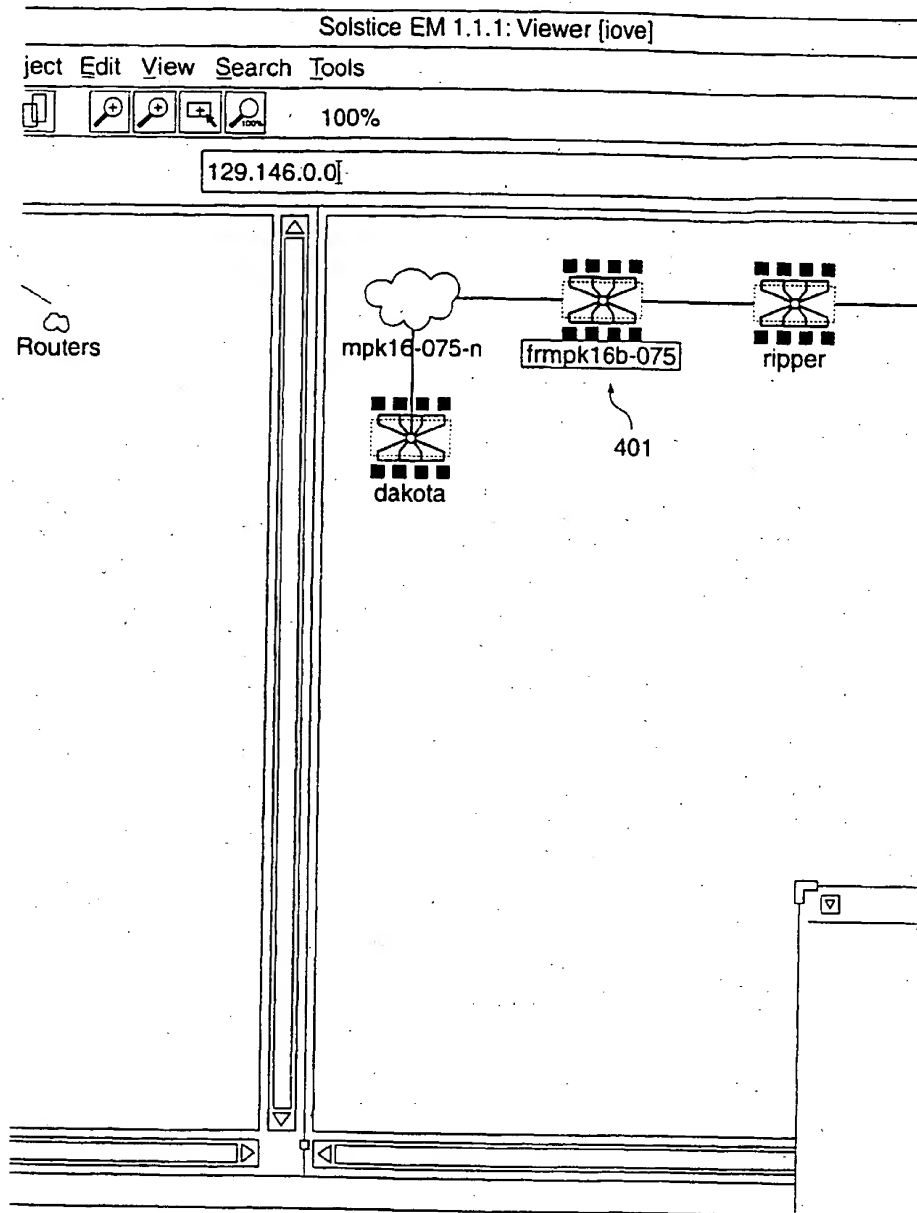 Solstice EM 1.1.1: Viewer [iove]
ject Edit View Search Tools
100%
100%
129.146.0.0
Routers
mpk16-075-n
frmpk16b-075
ripper
401
dakota